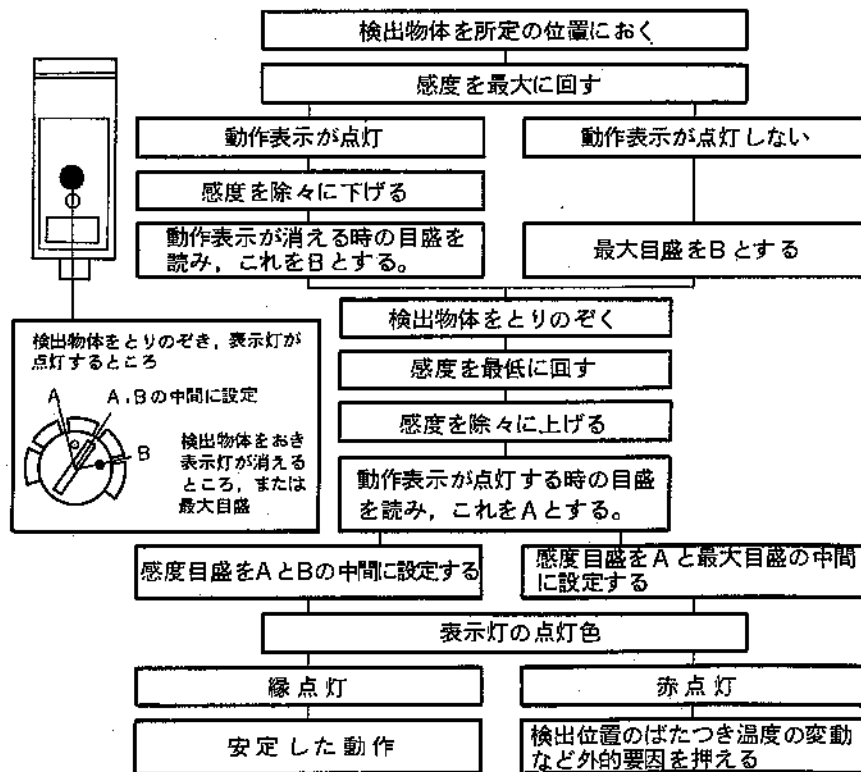 検出物体を所定の位置におく
感度を最大に回す
動作表示が点灯
動作表示が点灯しない
感度を除々に下げる
動作表示が消える時の目盛を
読み，これをBとする。
最大目盛をBとする
検出物体をとりのぞく
感度を最低に回す
感度を除々に上げる
動作表示が点灯する時の目盛
を読み，これをAとする。
検出物体をとりのぞき，表示灯が
点灯するところ
A
A，Bの中間に設定
B
検出物体をおき
表示灯が消える
ところ，または
最大目盛
感度目盛をAとBの中間に設定する
感度目盛をAと最大目盛の中間
に設定する
表示灯の点灯色
縁点灯
赤点灯
安定した動作
検出位置のばたつき温度の変動
など外的要因を押える